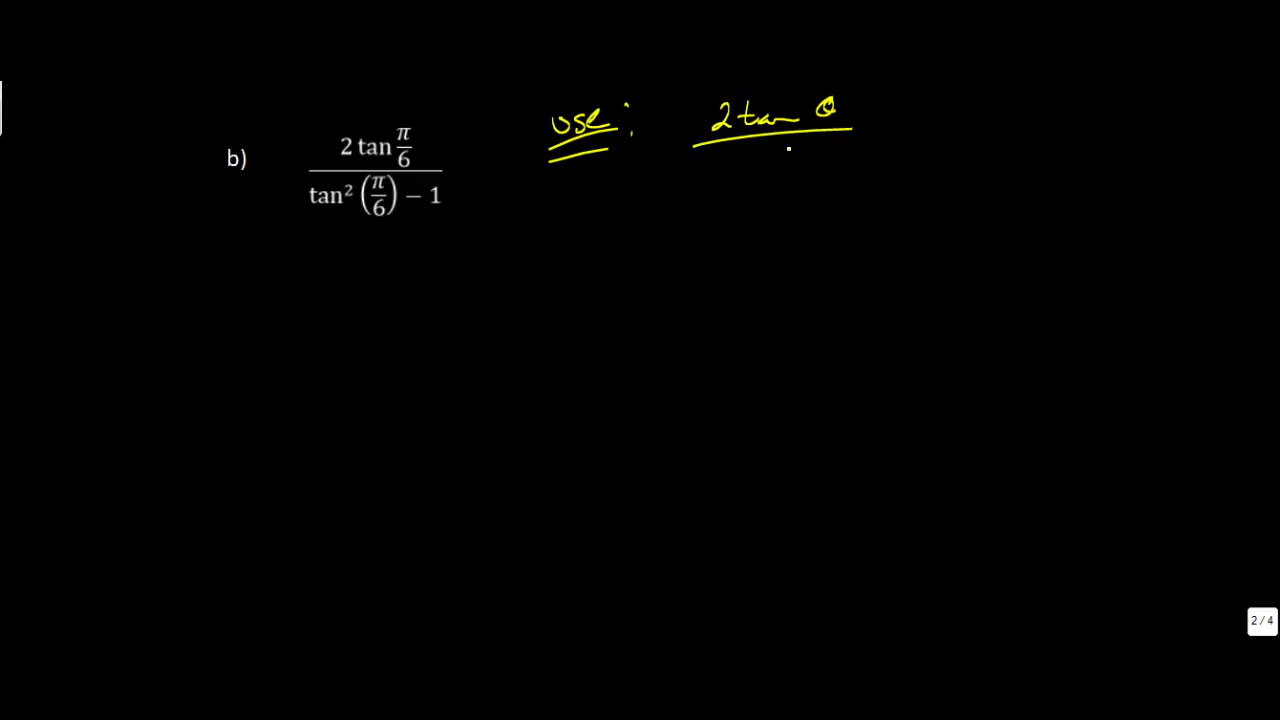 b) 2 tan π/6 / tan² (π/6) − 1
use: 2 tan θ
2 / 4